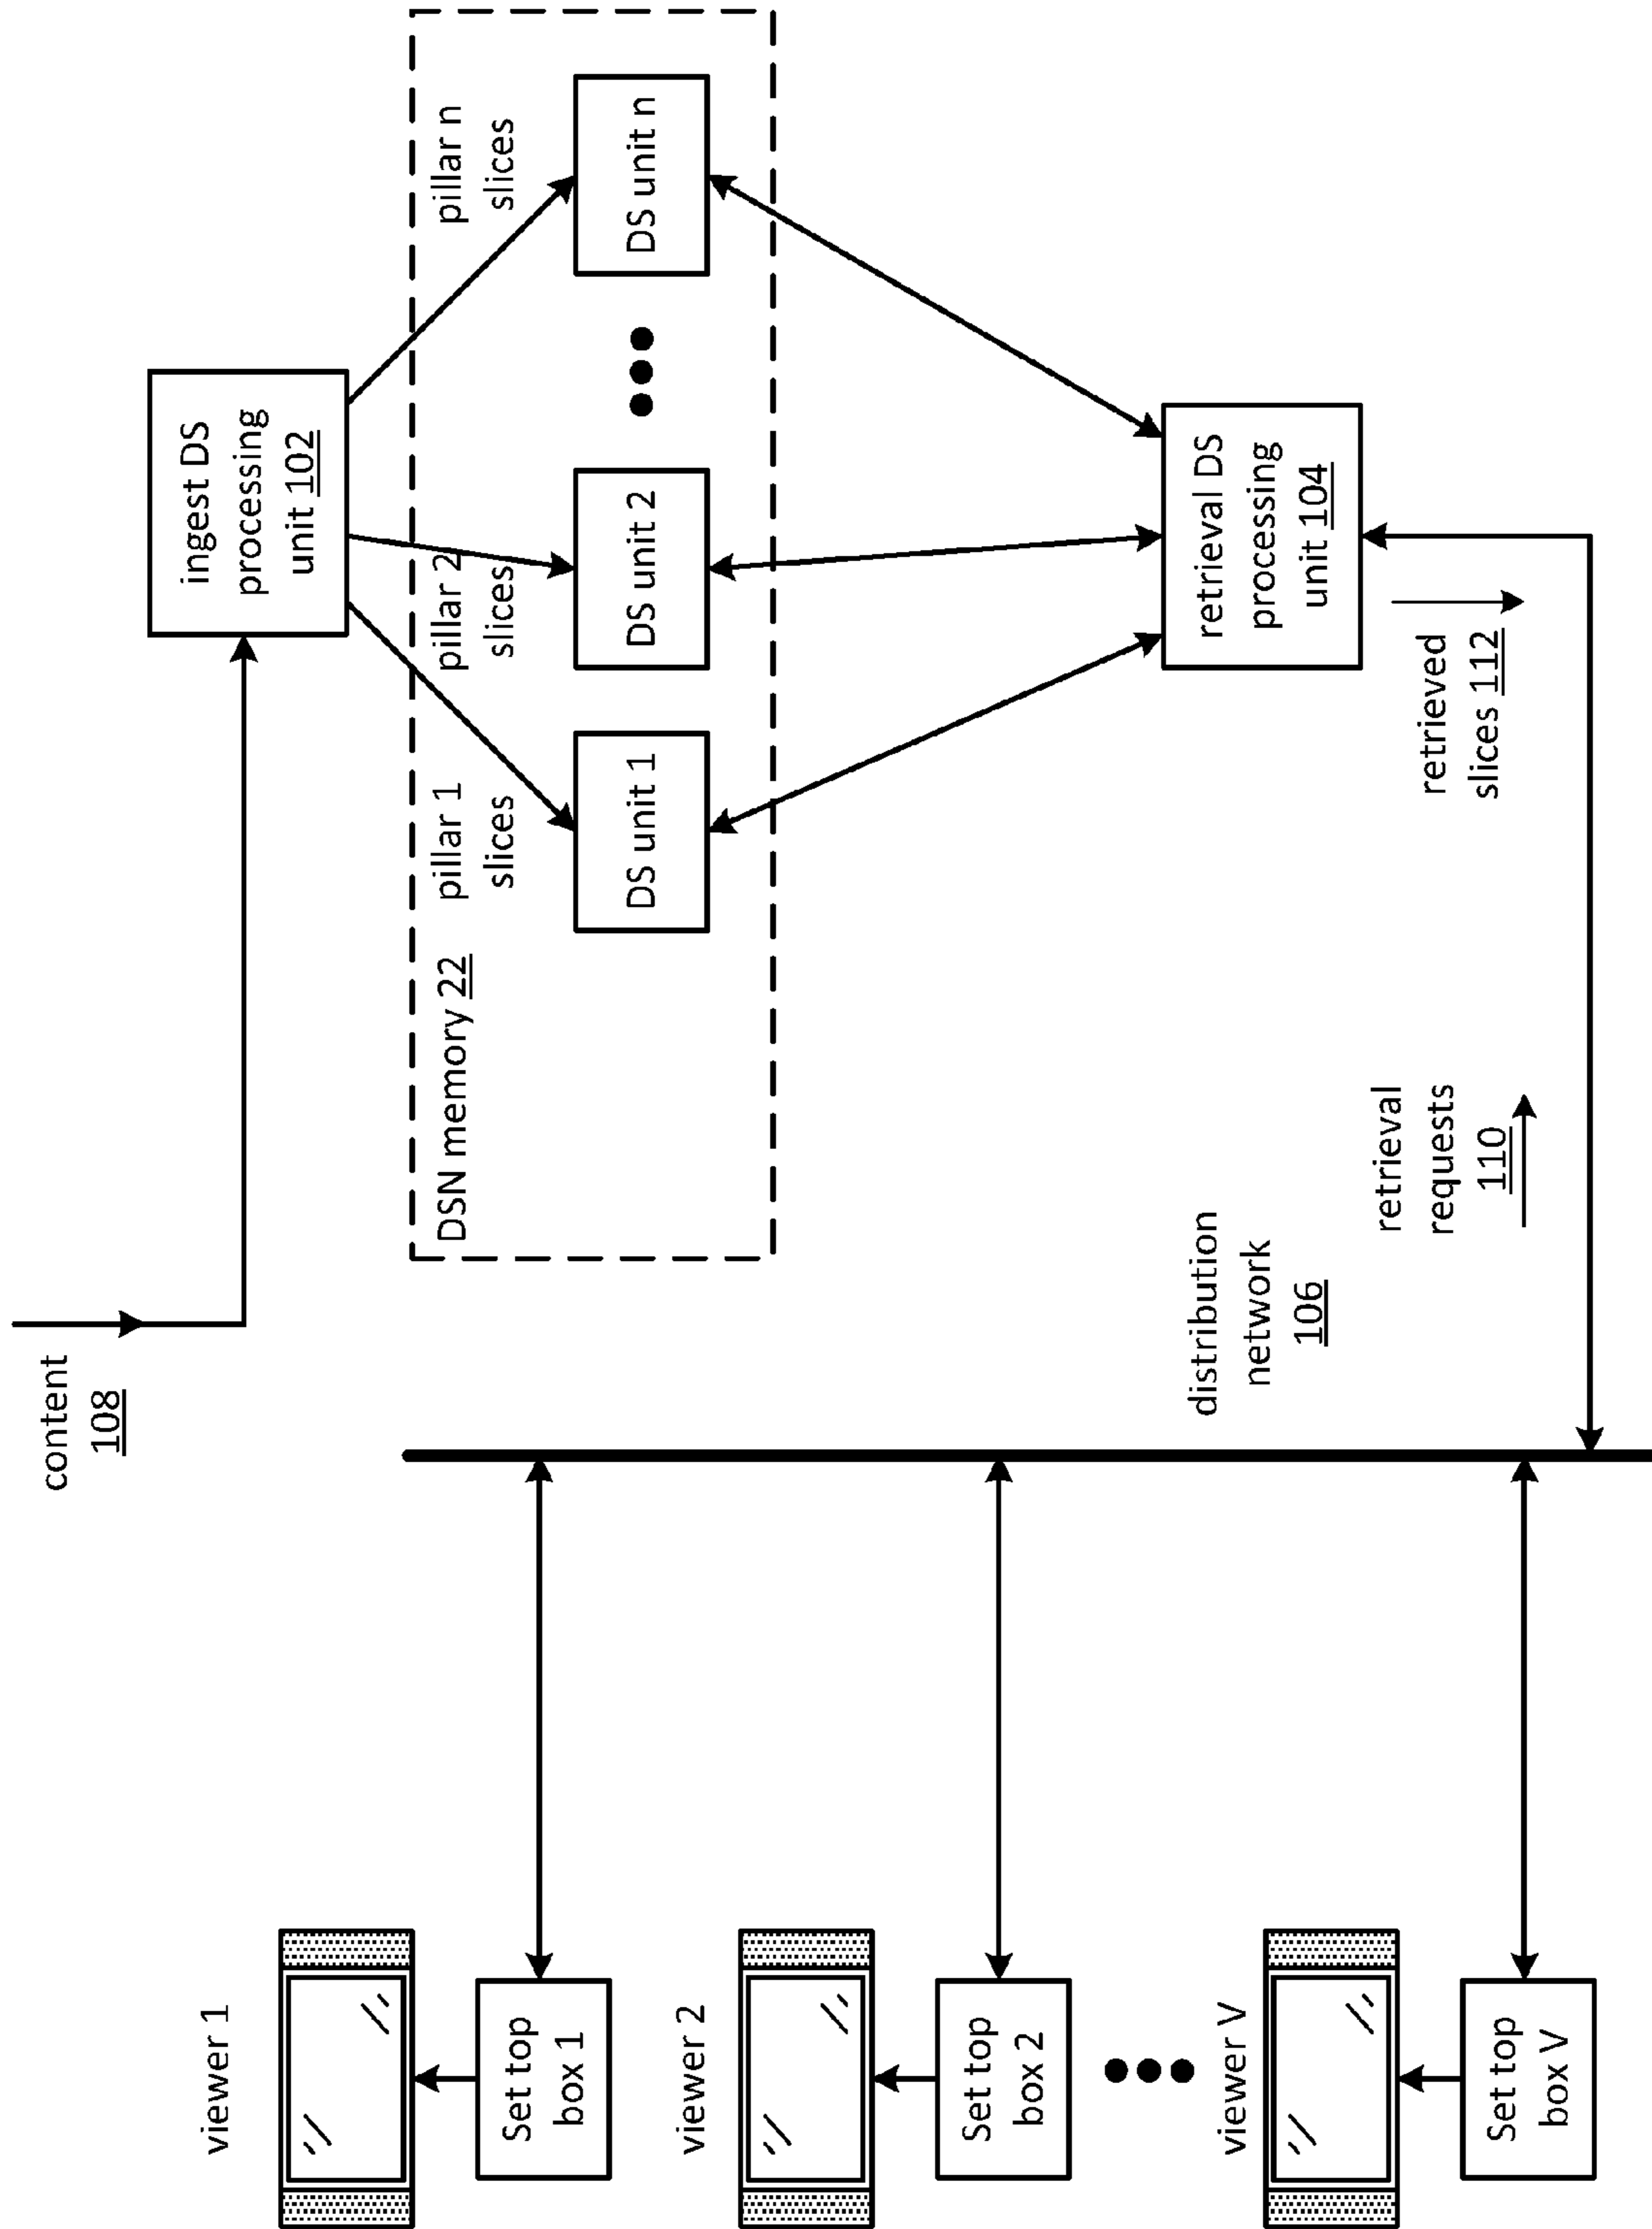 content
108
ingest DS
processing
unit 102
DSN memory 22
pillar 1
slices
pillar 2
slices
pillar n
slices
DS unit 1
DS unit 2
DS unit n
viewer 1
Set top
box 1
viewer 2
Set top
box 2
viewer V
Set top
box V
distribution
network
106
retrieval DS
processing
unit 104
retrieval
requests
110
retrieved
slices 112